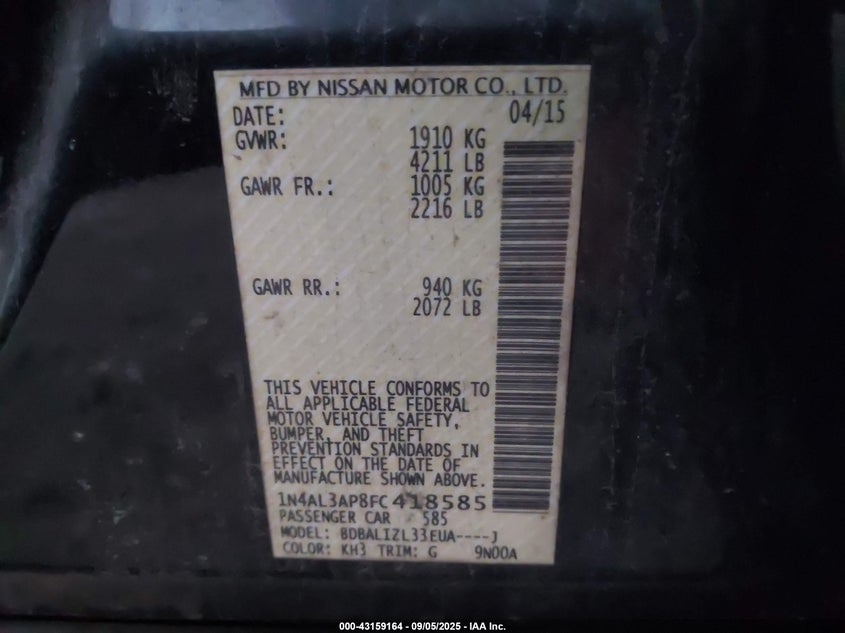 MFD BY NISSAN MOTOR CO., LTD.
DATE: 04/15
GVWR: 1910 KG
4211 LB
GAWR FR.: 1005 KG
2216 LB
GAWR RR.: 940 KG
2072 LB
THIS VEHICLE CONFORMS TO
ALL APPLICABLE FEDERAL
MOTOR VEHICLE SAFETY,
BUMPER, AND THEFT
PREVENTION STANDARDS IN
EFFECT ON THE DATE OF
MANUFACTURE SHOWN ABOVE.
1N4AL3AP8FC418585
PASSENGER CAR 585
MODEL: BDBALIZL33EUA----J
COLOR: KH3 TRIM: G 9N00A
000-43159164 - 09/05/2025 - IAA Inc.